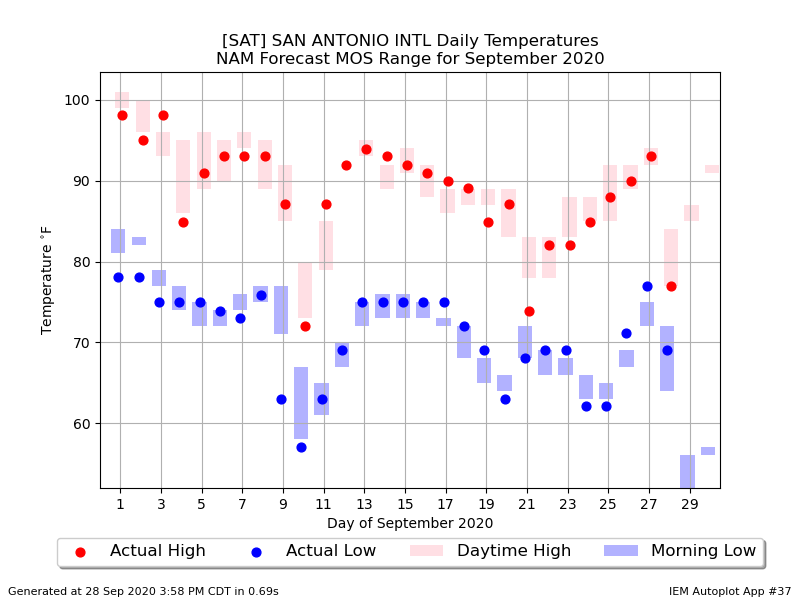 [SAT] SAN ANTONIO INTL Daily Temperatures
NAM Forecast MOS Range for September 2020
100
90
80
70
60
Temperature °F
1 3 5 7 9 11 13 15 17 19 21 23 25 27 29
Day of September 2020
Actual High Actual Low Daytime High Morning Low
Generated at 28 Sep 2020 3:58 PM CDT in 0.69s IEM Autoplot App #37